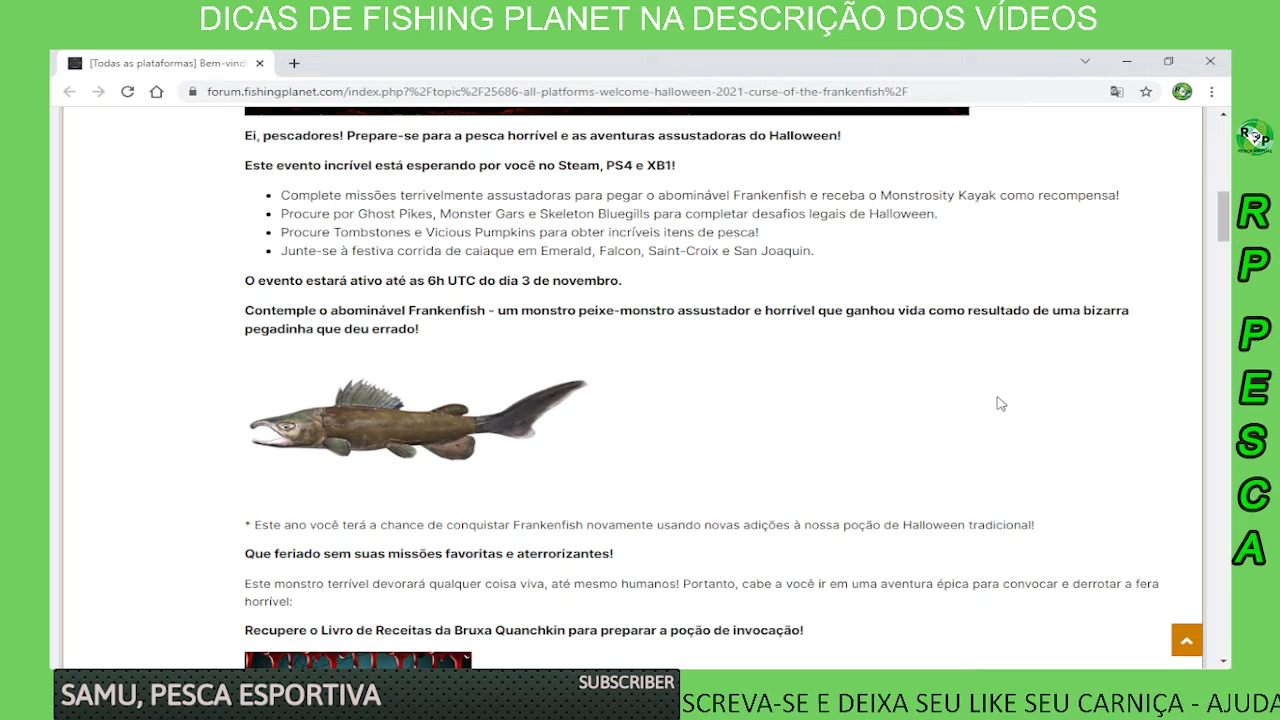 DICAS DE FISHING PLANET NA DESCRIÇÃO DOS VÍDEOS
[Todas as plataformas] Bem-vind
forum.fishingplanet.com/index.php?%2Ftopic%2F25686-all-platforms-welcome-halloween-2021-curse-of-the-frankenfish%2F
Ei, pescadores! Prepare-se para a pesca horrível e as aventuras assustadoras do Halloween!
Este evento incrível está esperando por você no Steam, PS4 e XB1!
• Complete missões terrivelmente assustadoras para pegar o abominável Frankenfish e receba o Monstrosity Kayak como recompensa!
• Procure por Ghost Pikes, Monster Gars e Skeleton Bluegills para completar desafios legais de Halloween.
• Procure Tombstones e Vicious Pumpkins para obter incríveis itens de pesca!
• Junte-se à festiva corrida de caiaque em Emerald, Falcon, Saint-Croix e San Joaquin.
O evento estará ativo até as 6h UTC do dia 3 de novembro.
Contemple o abominável Frankenfish - um monstro peixe-monstro assustador e horrível que ganhou vida como resultado de uma bizarra
pegadinha que deu errado!
* Este ano você terá a chance de conquistar Frankenfish novamente usando novas adições à nossa poção de Halloween tradicional!
Que feriado sem suas missões favoritas e aterrorizantes!
Este monstro terrível devorará qualquer coisa viva, até mesmo humanos! Portanto, cabe a você ir em uma aventura épica para convocar e derrotar a fera
horrível:
Recupere o Livro de Receitas da Bruxa Quanchkin para preparar a poção de invocação!
RP PESCA
SAMU, PESCA ESPORTIVA
SUBSCRIBER
SCREVA-SE E DEIXA SEU LIKE SEU CARNIÇA - AJUDA